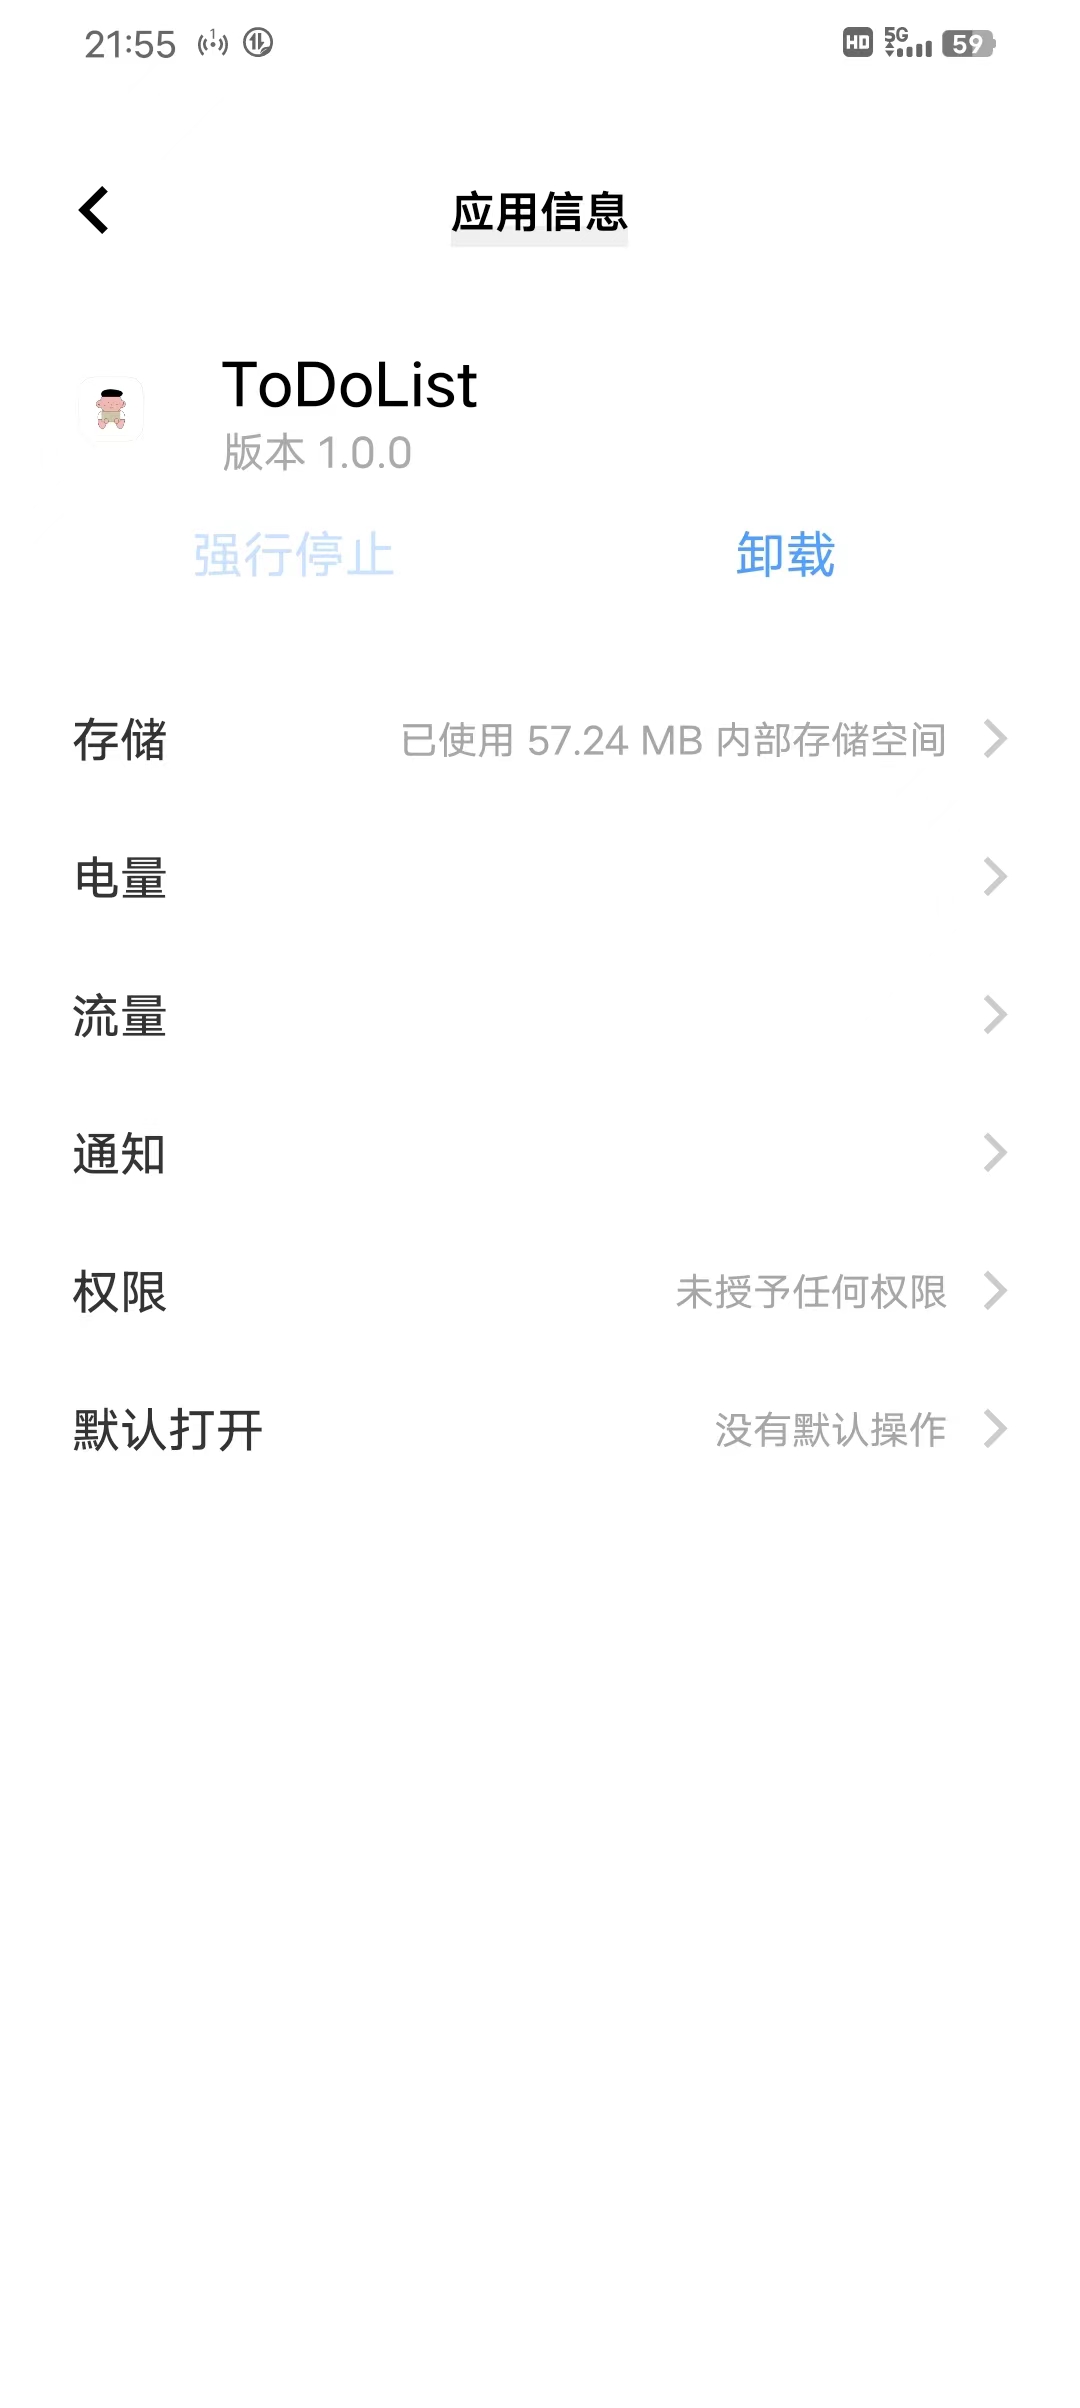 21:55
HD 5G 59
应用信息
ToDoList
版本 1.0.0
强行停止 卸载
存储 已使用 57.24 MB 内部存储空间
电量
流量
通知
权限 未授予任何权限
默认打开 没有默认操作